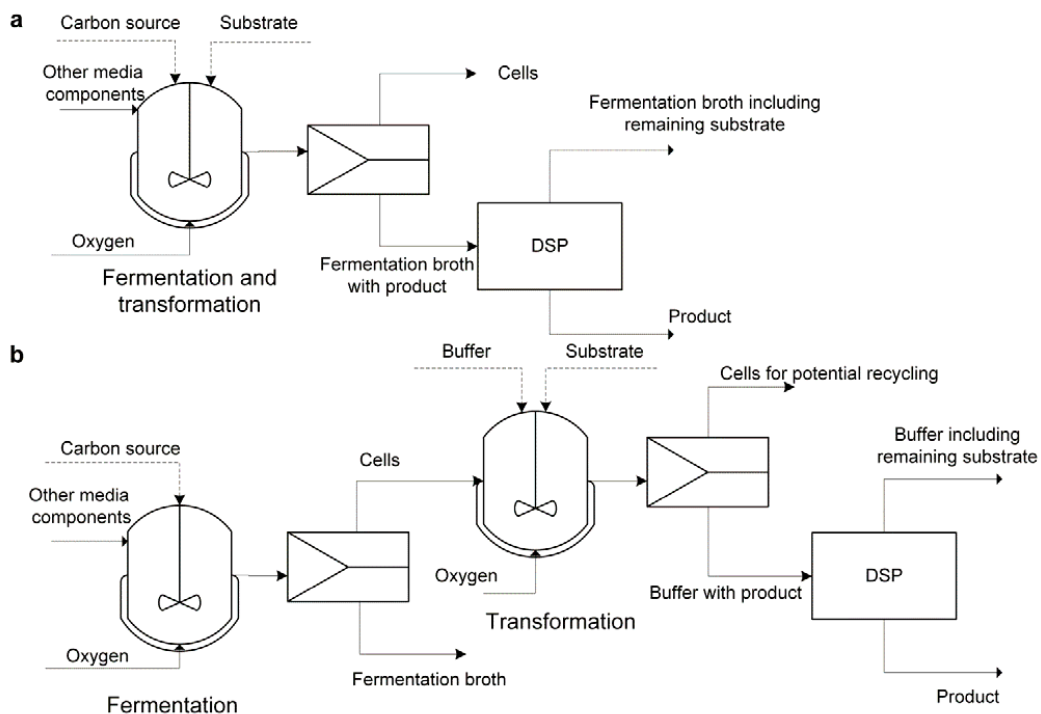 a
Carbon source
Substrate
Other media
components
Cells
Fermentation broth including
remaining substrate
DSP
Oxygen
Fermentation broth
with product
Fermentation and
transformation
Product
b
Buffer
Substrate
Cells for potential recycling
Carbon source
Cells
Buffer including
remaining substrate
Other media
components
Oxygen
DSP
Buffer with product
Transformation
Oxygen
Fermentation broth
Product
Fermentation